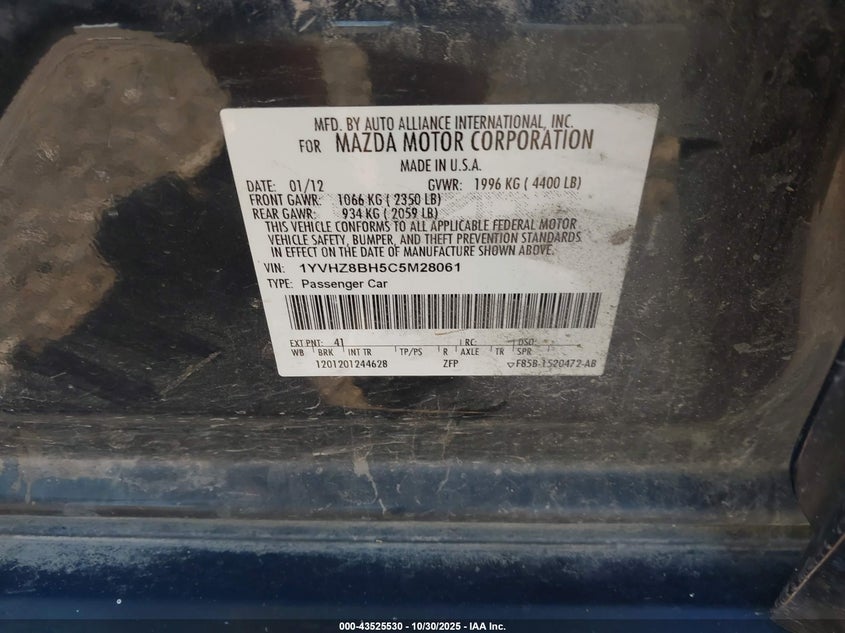 MFD. BY AUTO ALLIANCE INTERNATIONAL, INC.
FOR MAZDA MOTOR CORPORATION
MADE IN U.S.A.
DATE: 01/12 GVWR: 1996 KG ( 4400 LB)
FRONT GAWR: 1066 KG ( 2350 LB)
REAR GAWR: 934 KG ( 2059 LB)
THIS VEHICLE CONFORMS TO ALL APPLICABLE FEDERAL MOTOR
VEHICLE SAFETY, BUMPER, AND THEFT PREVENTION STANDARDS
IN EFFECT ON THE DATE OF MANUFACTURE SHOWN ABOVE.
VIN: 1YVHZ8BH5C5M28061
TYPE: Passenger Car
EXT PNT: 41 RC: DSO:
WB BRK INT TR TP/PS R AXLE TR SPR
1201201244628 ZFP F85B-1520472-AB
000-43525530 - 10/30/2025 - IAA Inc.